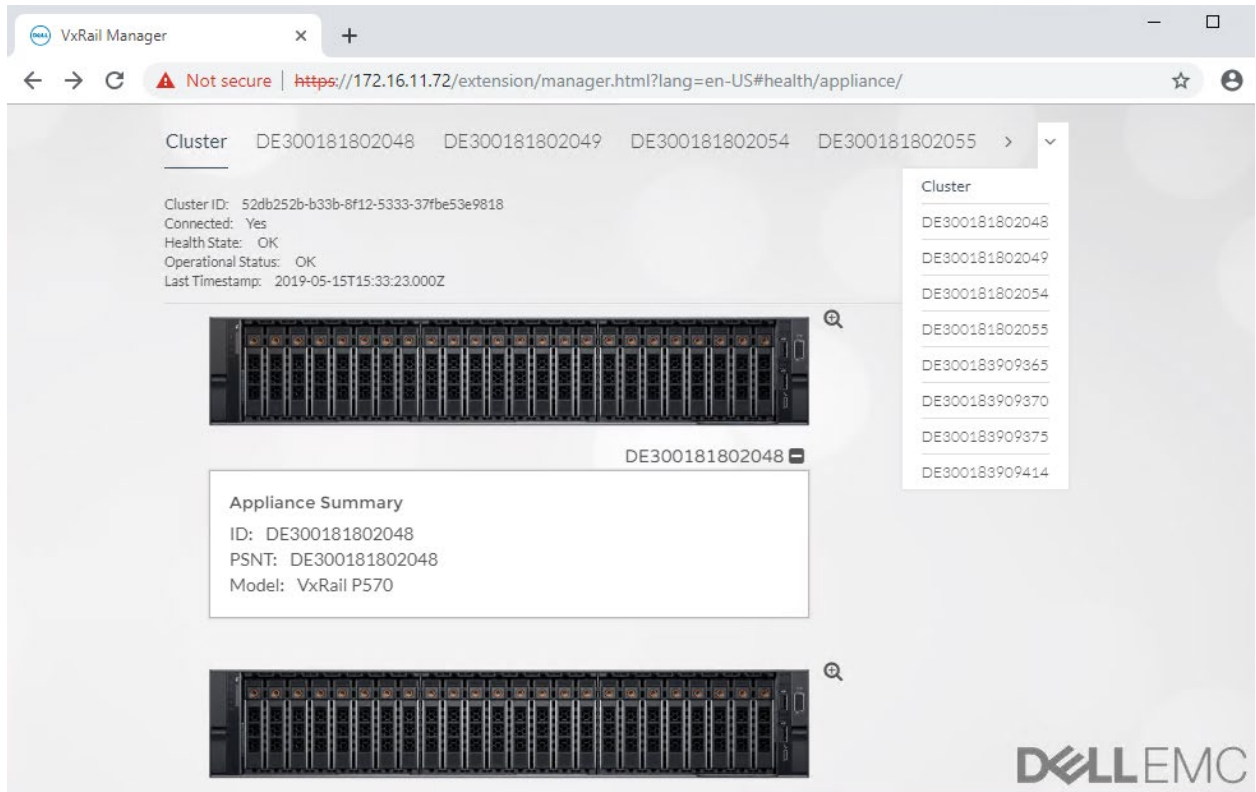 VxRail Manager
Not secure | https://172.16.11.72/extension/manager.html?lang=en-US#health/appliance/
Cluster DE300181802048 DE300181802049 DE300181802054 DE300181802055
Cluster ID: 52db252b-b33b-8f12-5333-37fbe53e9818
Connected: Yes
Health State: OK
Operational Status: OK
Last Timestamp: 2019-05-15T15:33:23.000Z
Cluster
DE300181802048
DE300181802049
DE300181802054
DE300181802055
DE300183909365
DE300183909370
DE300183909375
DE300183909414
DE300181802048
Appliance Summary
ID: DE300181802048
PSNT: DE300181802048
Model: VxRail P570
DELLEMC